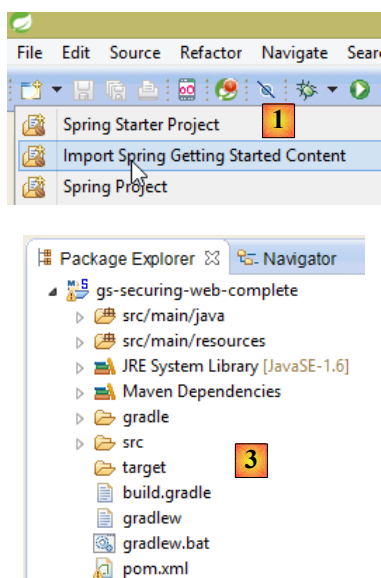 File Edit Source Refactor Navigate Sear
1
Spring Starter Project
Import Spring Getting Started Content
Spring Project
Package Explorer Navigator
gs-securing-web-complete
src/main/java
src/main/resources
JRE System Library [JavaSE-1.6]
Maven Dependencies
gradle
src
target
3
build.gradle
gradlew
gradlew.bat
pom.xml